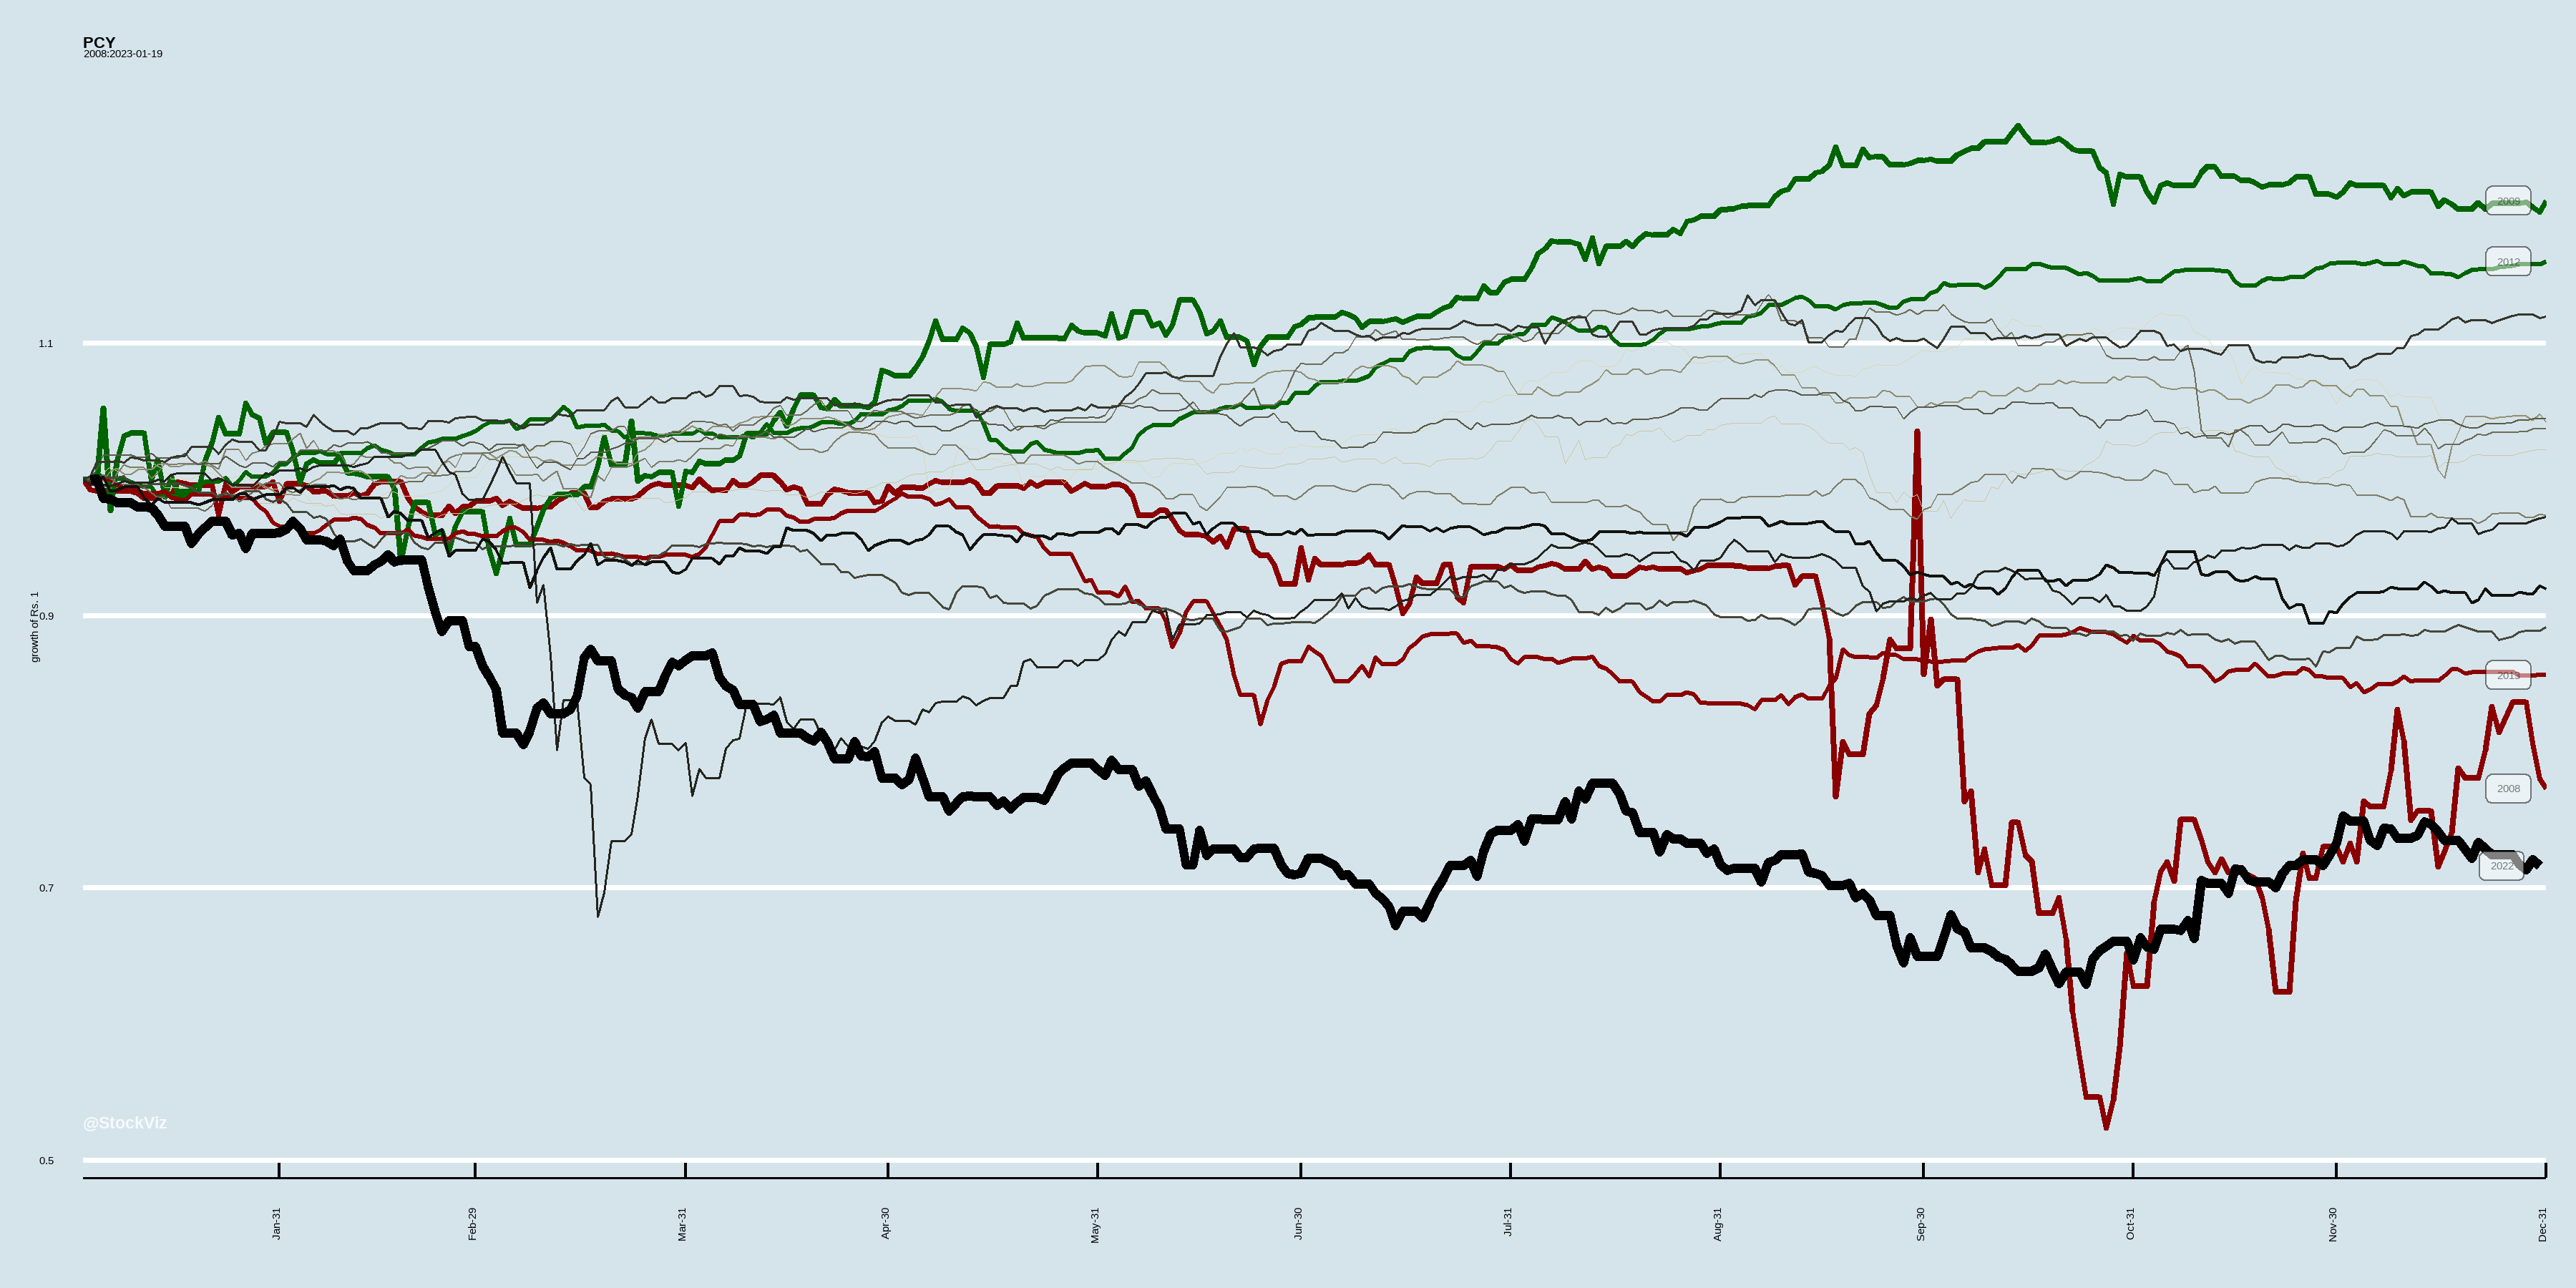 PCY
2008:2023-01-19
2009
2012
1.1
0.9
growth of Rs. 1
2013
2008
2022
0.7
@StockViz
0.5
Jan-31
Feb-29
Mar-31
Apr-30
May-31
Jun-30
Jul-31
Aug-31
Sep-30
Oct-31
Nov-30
Dec-31